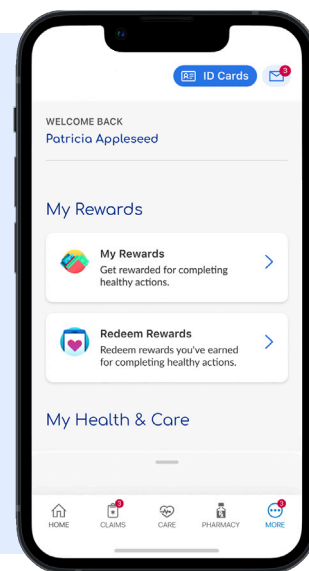 ID Cards
3
WELCOME BACK
Patricia Appleseed
My Rewards
My Rewards
Get rewarded for completing
healthy actions.
Redeem Rewards
Redeem rewards you've earned
for completing healthy actions.
My Health & Care
3
3
HOME
CLAIMS
CARE
PHARMACY
MORE